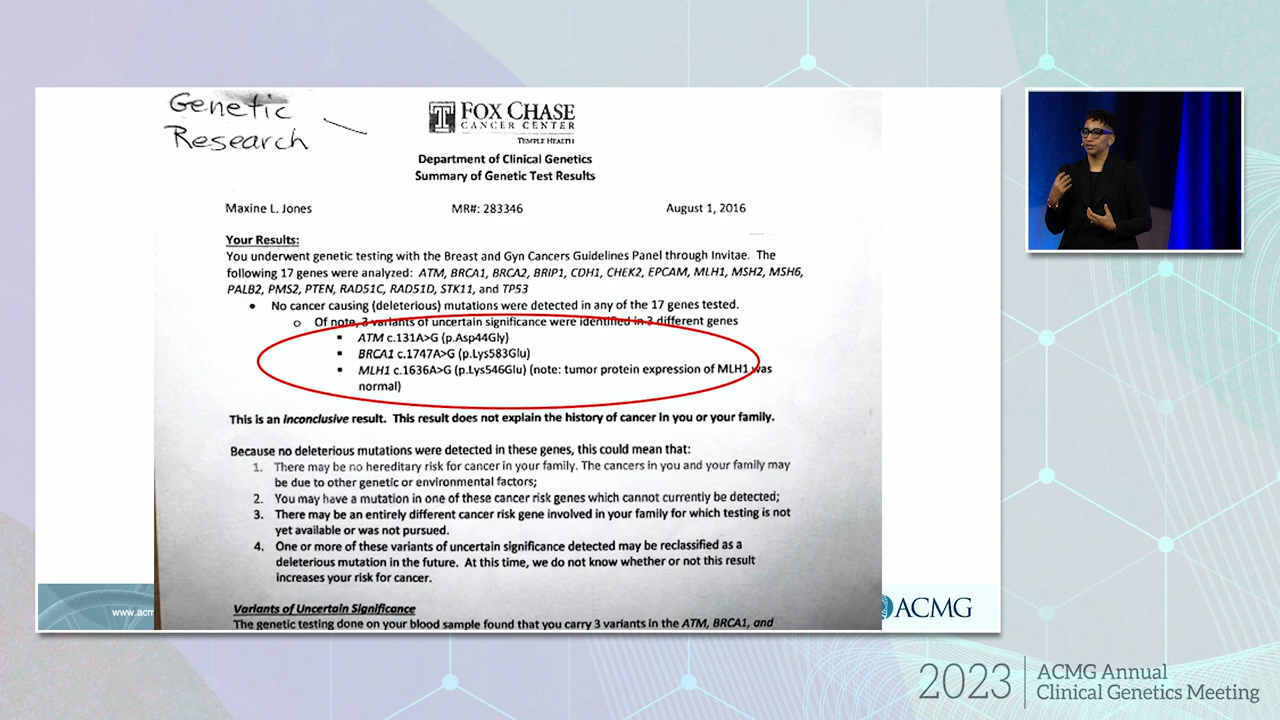 Genetic
Research
FOX CHASE
CANCER CENTER
TEMPLE HEALTH
Department of Clinical Genetics
Summary of Genetic Test Results
Maxine L. Jones MR#: 283346 August 1, 2016
Your Results:
You underwent genetic testing with the Breast and Gyn Cancers Guidelines Panel through Invitae. The
following 17 genes were analyzed: ATM, BRCA1, BRCA2, BRIP1, CDH1, CHEK2, EPCAM, MLH1, MSH2, MSH6,
PALB2, PMS2, PTEN, RAD51C, RAD51D, STK11, and TP53
• No cancer causing (deleterious) mutations were detected in any of the 17 genes tested.
o Of note, 3 variants of uncertain significance were identified in 3 different genes
▪ ATM c.131A>G (p.Asp44Gly)
▪ BRCA1 c.1747A>G (p.Lys583Glu)
▪ MLH1 c.1636A>G (p.Lys546Glu) (note: tumor protein expression of MLH1 was
normal)
This is an inconclusive result. This result does not explain the history of cancer in you or your family.
Because no deleterious mutations were detected in these genes, this could mean that:
1. There may be no hereditary risk for cancer in your family. The cancers in you and your family may
be due to other genetic or environmental factors;
2. You may have a mutation in one of these cancer risk genes which cannot currently be detected;
3. There may be an entirely different cancer risk gene involved in your family for which testing is not
yet available or was not pursued.
4. One or more of these variants of uncertain significance detected may be reclassified as a
deleterious mutation in the future. At this time, we do not know whether or not this result
increases your risk for cancer.
Variants of Uncertain Significance
The genetic testing done on your blood sample found that you carry 3 variants in the ATM, BRCA1, and
www.acm
ACMG
2023 ACMG Annual
Clinical Genetics Meeting